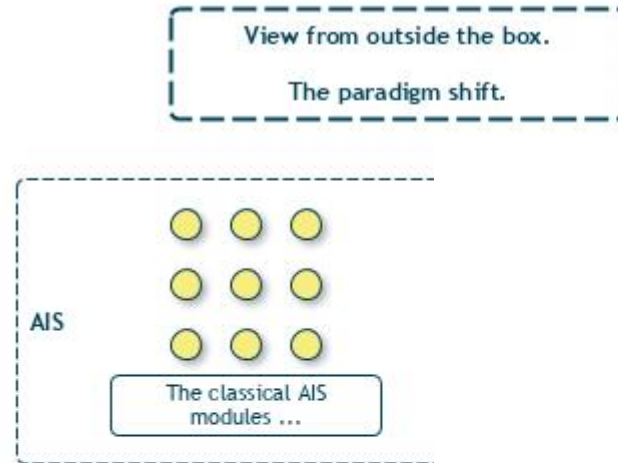 View from outside the box.
The paradigm shift.
AIS
The classical AIS
modules ...